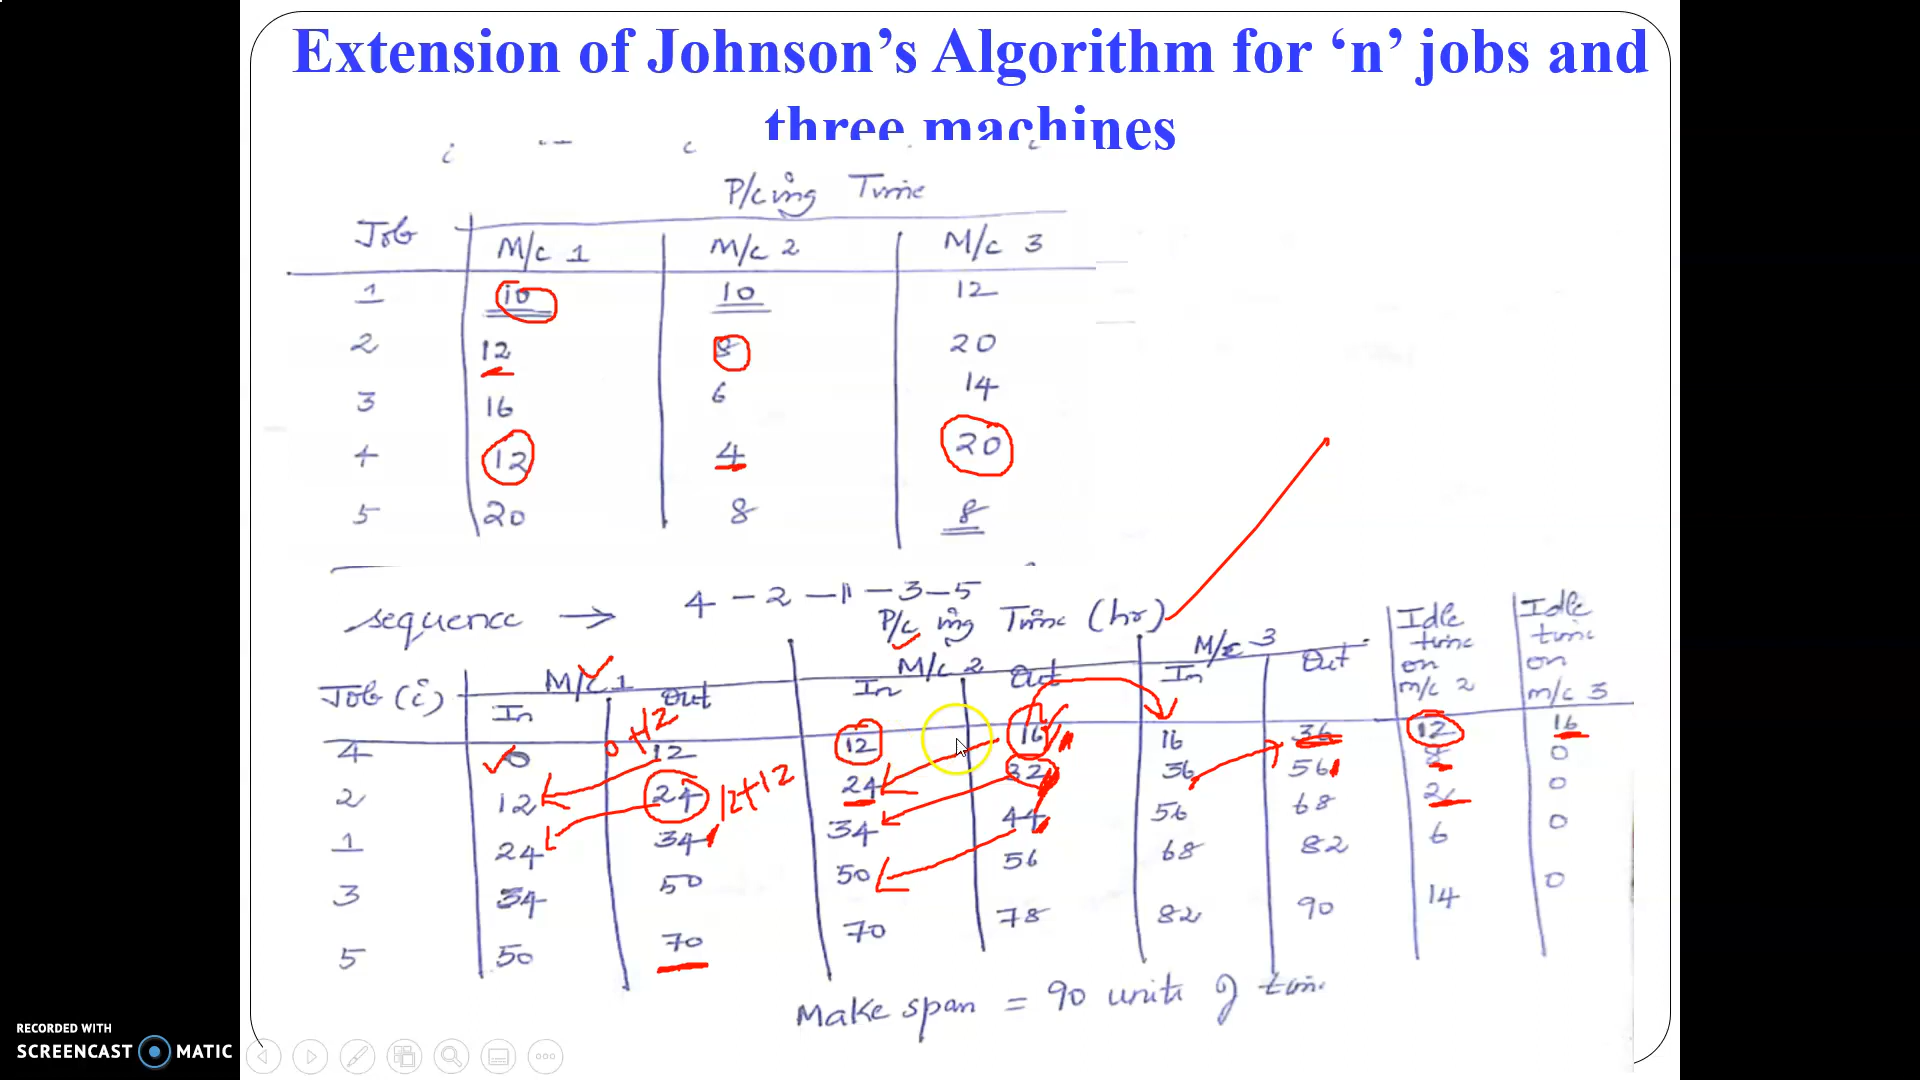 Extension of Johnson’s Algorithm for ‘n’ jobs and
three machines
P/cing Time
Job M/c 1 M/c 2 M/c 3
1 10 10 12
2 12 8 20
3 16 6 14
4 12 4 20
5 20 8 8
sequence → 4 - 2 - 1 - 3 - 5
P/cing Time (hr)
Job (i) M/c 1 M/c 2 M/c 3 Idle time on m/c 2 Idle time on m/c 3
In Out In Out In Out
0+12
4 0 12 12 16 16 36 12 16
12+12
2 12 24 24 32 36 56 8 0
1 24 34 34 44 56 68 2 0
3 34 50 50 56 68 82 6 0
5 50 70 70 78 82 90 14 0
Make span = 90 units of time
RECORDED WITH
SCREENCAST MATIC